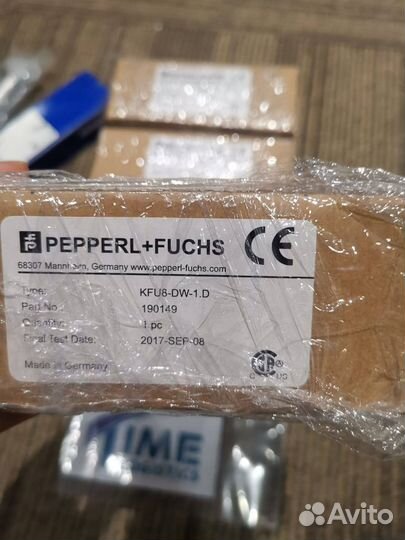 PEPPERL+FUCHS CE
68307 Mannheim, Germany www.pepperl-fuchs.com
Type: KFU8-DW-1.D
Part No.: 190149
Quantity: 1 pc
Final Test Date: 2017-SEP-08
Made in Germany
C US
TIME
Avito